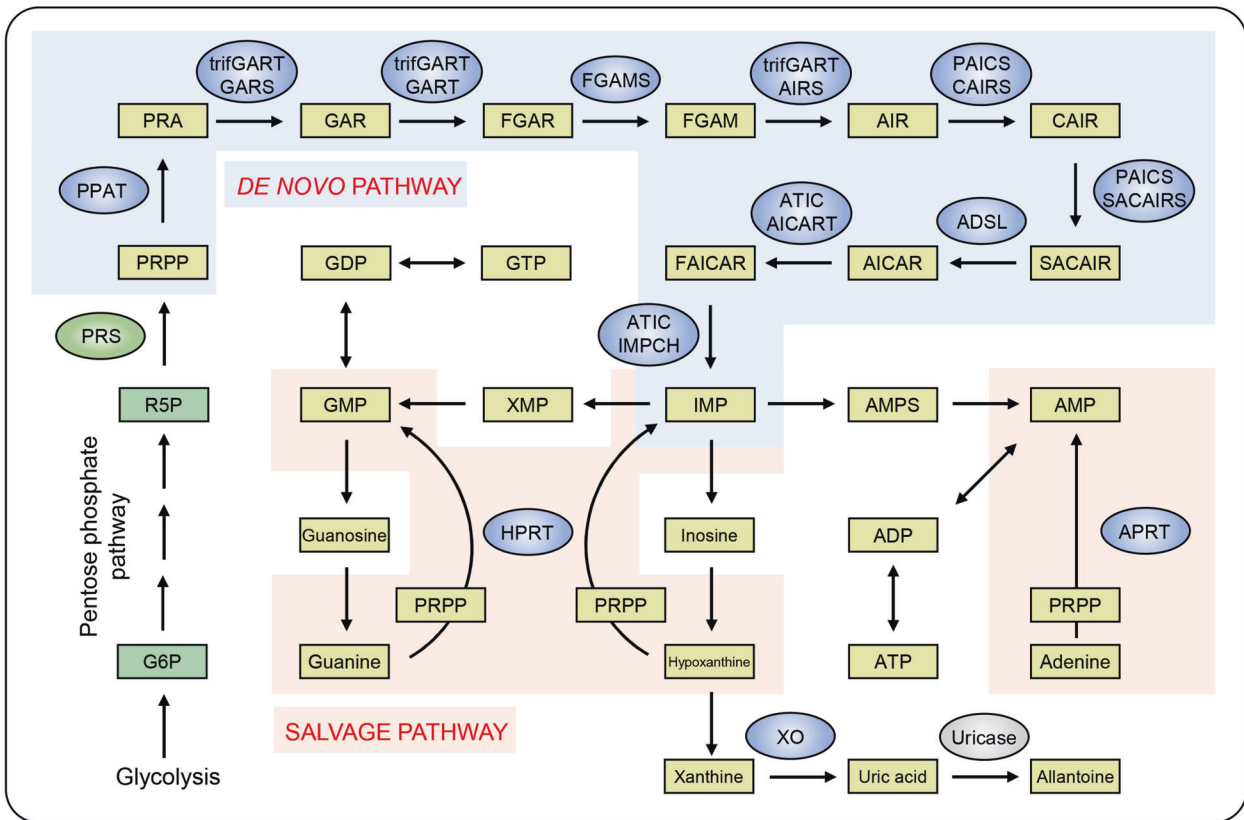 trifGART
GARS
trifGART
GART
FGAMS
trifGART
AIRS
PAICS
CAIRS
PRA
GAR
FGAR
FGAM
AIR
CAIR
PPAT
DE NOVO PATHWAY
ATIC
AICART
ADSL
PAICS
SACAIRS
PRPP
GDP
GTP
FAICAR
AICAR
SACAIR
PRS
ATIC
IMPCH
R5P
GMP
XMP
IMP
AMPS
AMP
Pentose phosphate
pathway
Guanosine
HPRT
Inosine
ADP
APRT
PRPP
PRPP
PRPP
G6P
Guanine
Hypoxanthine
ATP
Adenine
SALVAGE PATHWAY
XO
Uricase
Glycolysis
Xanthine
Uric acid
Allantoine